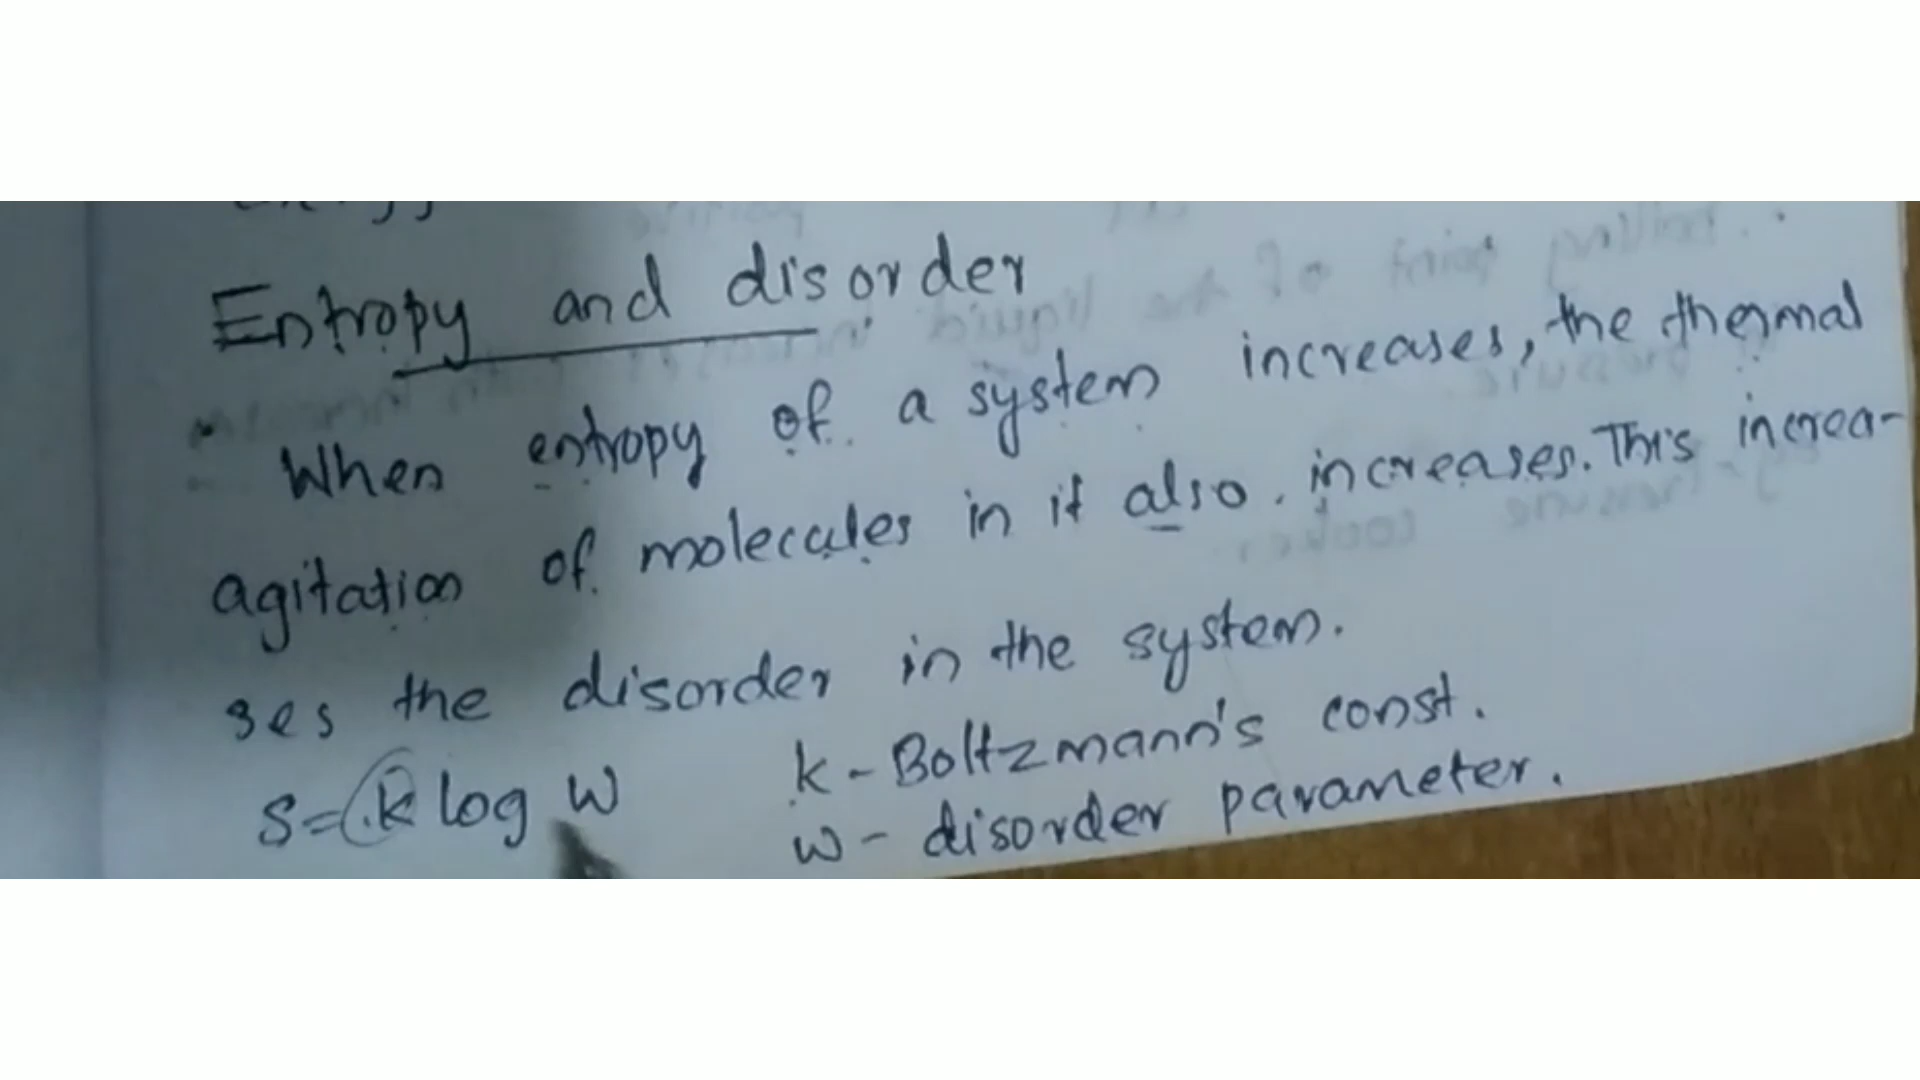 Entropy and disorder
When entropy of a system increases, the thermal
agitation of molecules in it also increases. This increa-
ses the disorder in the system.
S = k log W k - Boltzmann's const.
W - disorder parameter.